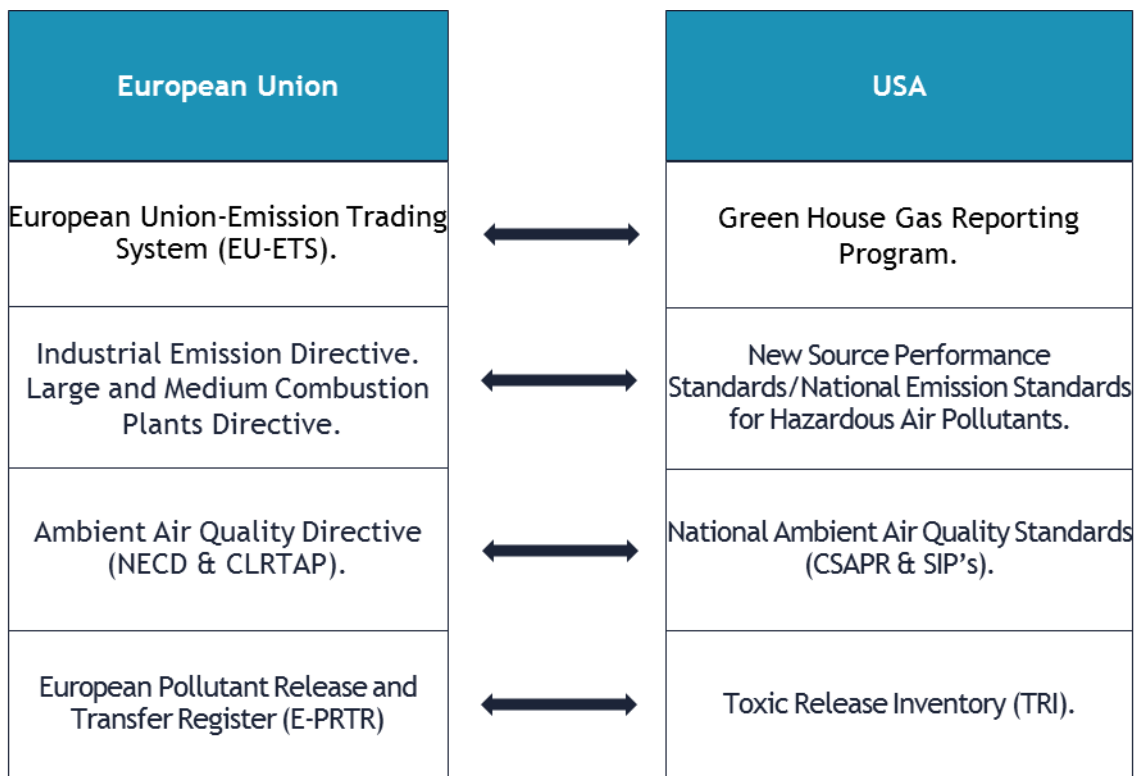 European Union
USA
European Union-Emission Trading
System (EU-ETS).
Green House Gas Reporting
Program.
Industrial Emission Directive.
Large and Medium Combustion
Plants Directive.
New Source Performance
Standards/National Emission Standards
for Hazardous Air Pollutants.
Ambient Air Quality Directive
(NECD & CLRTAP).
National Ambient Air Quality Standards
(CSAPR & SIP’s).
European Pollutant Release and
Transfer Register (E-PRTR)
Toxic Release Inventory (TRI).